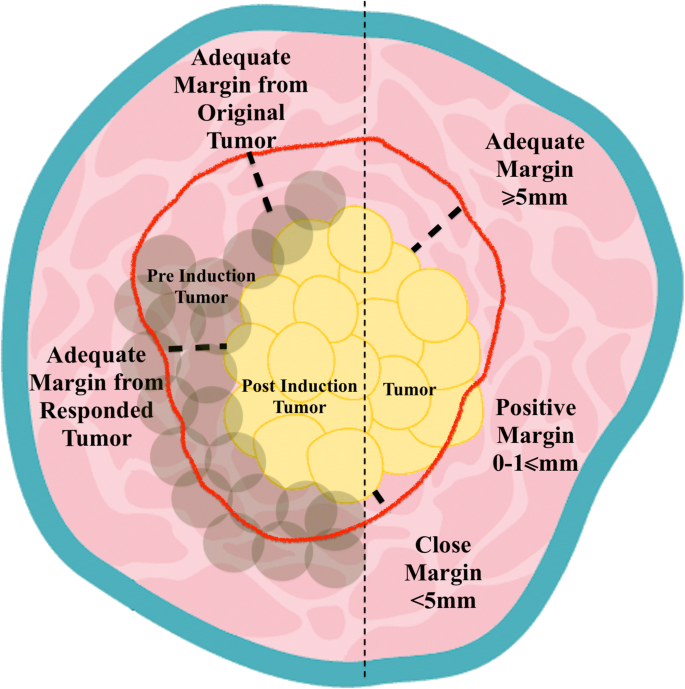 Adequate
Margin from
Original
Tumor
Adequate
Margin
⩾5mm
Pre Induction
Tumor
Adequate
Margin from
Responded
Tumor
Post Induction
Tumor
Tumor
Positive
Margin
0-1⩽mm
Close
Margin
<5mm